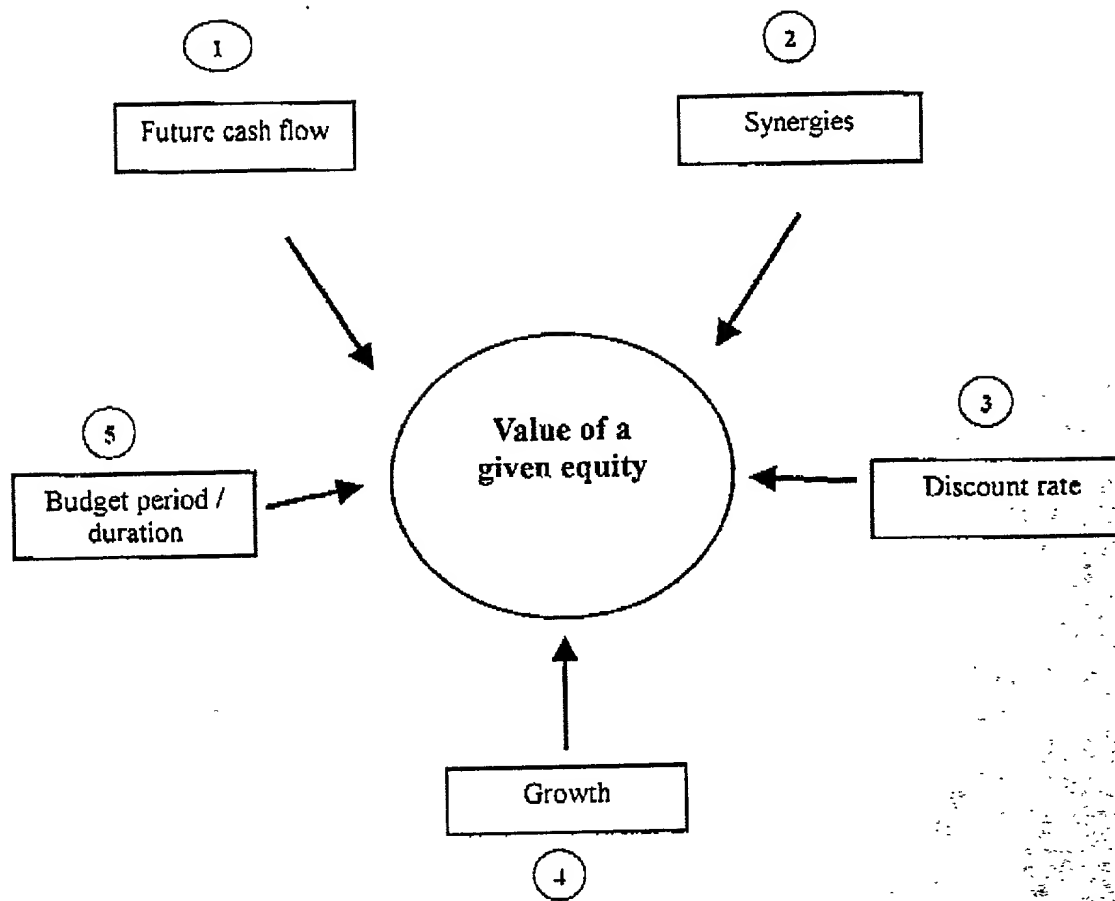 1
Future cash flow
2
Synergies
3
Discount rate
4
Growth
5
Budget period /
duration
Value of a
given equity